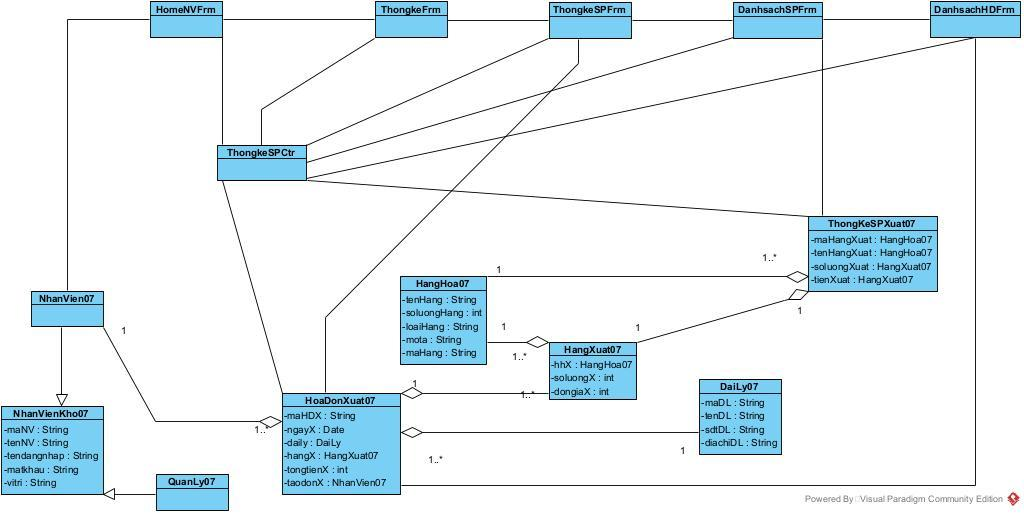 HomeNVFrm
ThongkeFrm
ThongkeSPFrm
DanhsachSPFrm
DanhsachHDFrm
ThongkeSPCtr
ThongKeSPXuat07
-maHangXuat : HangHoa07
-tenHangXuat : HangHoa07
-soluongXuat : HangXuat07
-tienXuat : HangXuat07
1..*
1
1
HangHoa07
-tenHang : String
-soluongHang : int
-loaiHang : String
-mota : String
-maHang : String
1
1..*
1
HangXuat07
-hhX : HangHoa07
-soluongX : int
-dongiaX : int
NhanVien07
1
NhanVienKho07
-maNV : String
-tenNV : String
-tendangnhap : String
-matkhau : String
-vitri : String
QuanLy07
1..*
HoaDonXuat07
-maHDX : String
-ngayX : Date
-daily : DaiLy
-hangX : HangXuat07
-tongtienX : int
-taodonX : NhanVien07
1
1..*
1..*
1
DaiLy07
-maDL : String
-tenDL : String
-sdtDL : String
-diachiDL : String
Powered By Visual Paradigm Community Edition